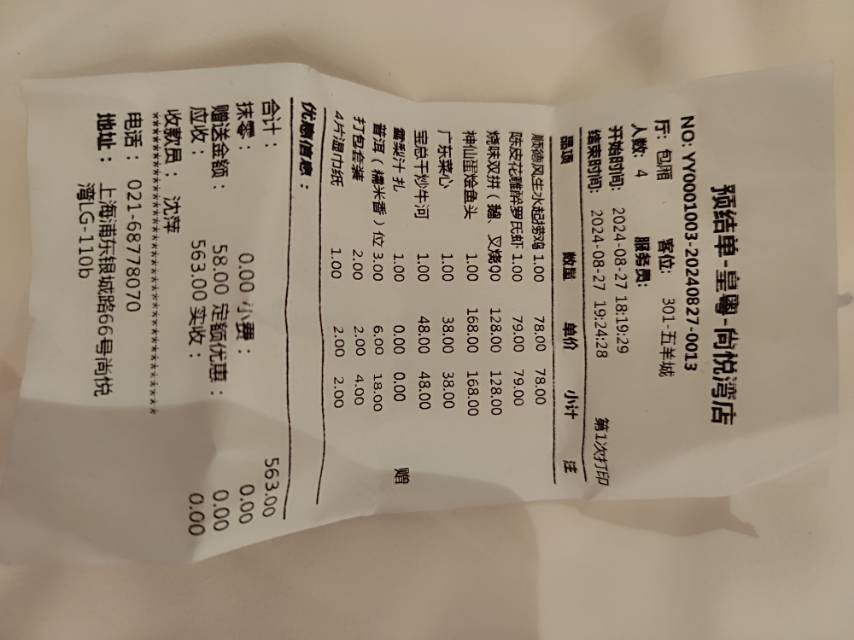 预结单-皇粤-尚悦湾店
NO: YY0001003-20240827-0013
厅: 包厢 客位: 301-五羊城
人数: 4 服务员:
开始时间: 2024-08-27 18:19:29
结束时间: 2024-08-27 19:24:28 第1次打印
品项 数量 单价 小计 注
顺德风生水起捞鸡 1.00 78.00 78.00
陈皮花雕醉罗氏虾 1.00 79.00 79.00
烧味双拼(鹅、叉烧 128.00 128.00
神仙蛋烩鱼头 1.00 168.00 168.00
广东菜心 1.00 38.00 38.00
宝总干炒牛河 1.00 48.00 48.00
雪梨汁 扎 1.00 0.00 0.00 赠
普洱(糯米香)位 3.00 6.00 18.00
打包套装 2.00 2.00 4.00
4片湿巾纸 1.00 2.00 2.00
优惠信息:
合计: 563.00
抹零: 0.00 小费: 0.00
赠送金额: 58.00 定额优惠: 0.00
应收: 563.00 实收: 0.00
收款员: 沈萍
********************************
电话: 021-68778070
地址: 上海浦东银城路66号尚悦
湾LG-110b